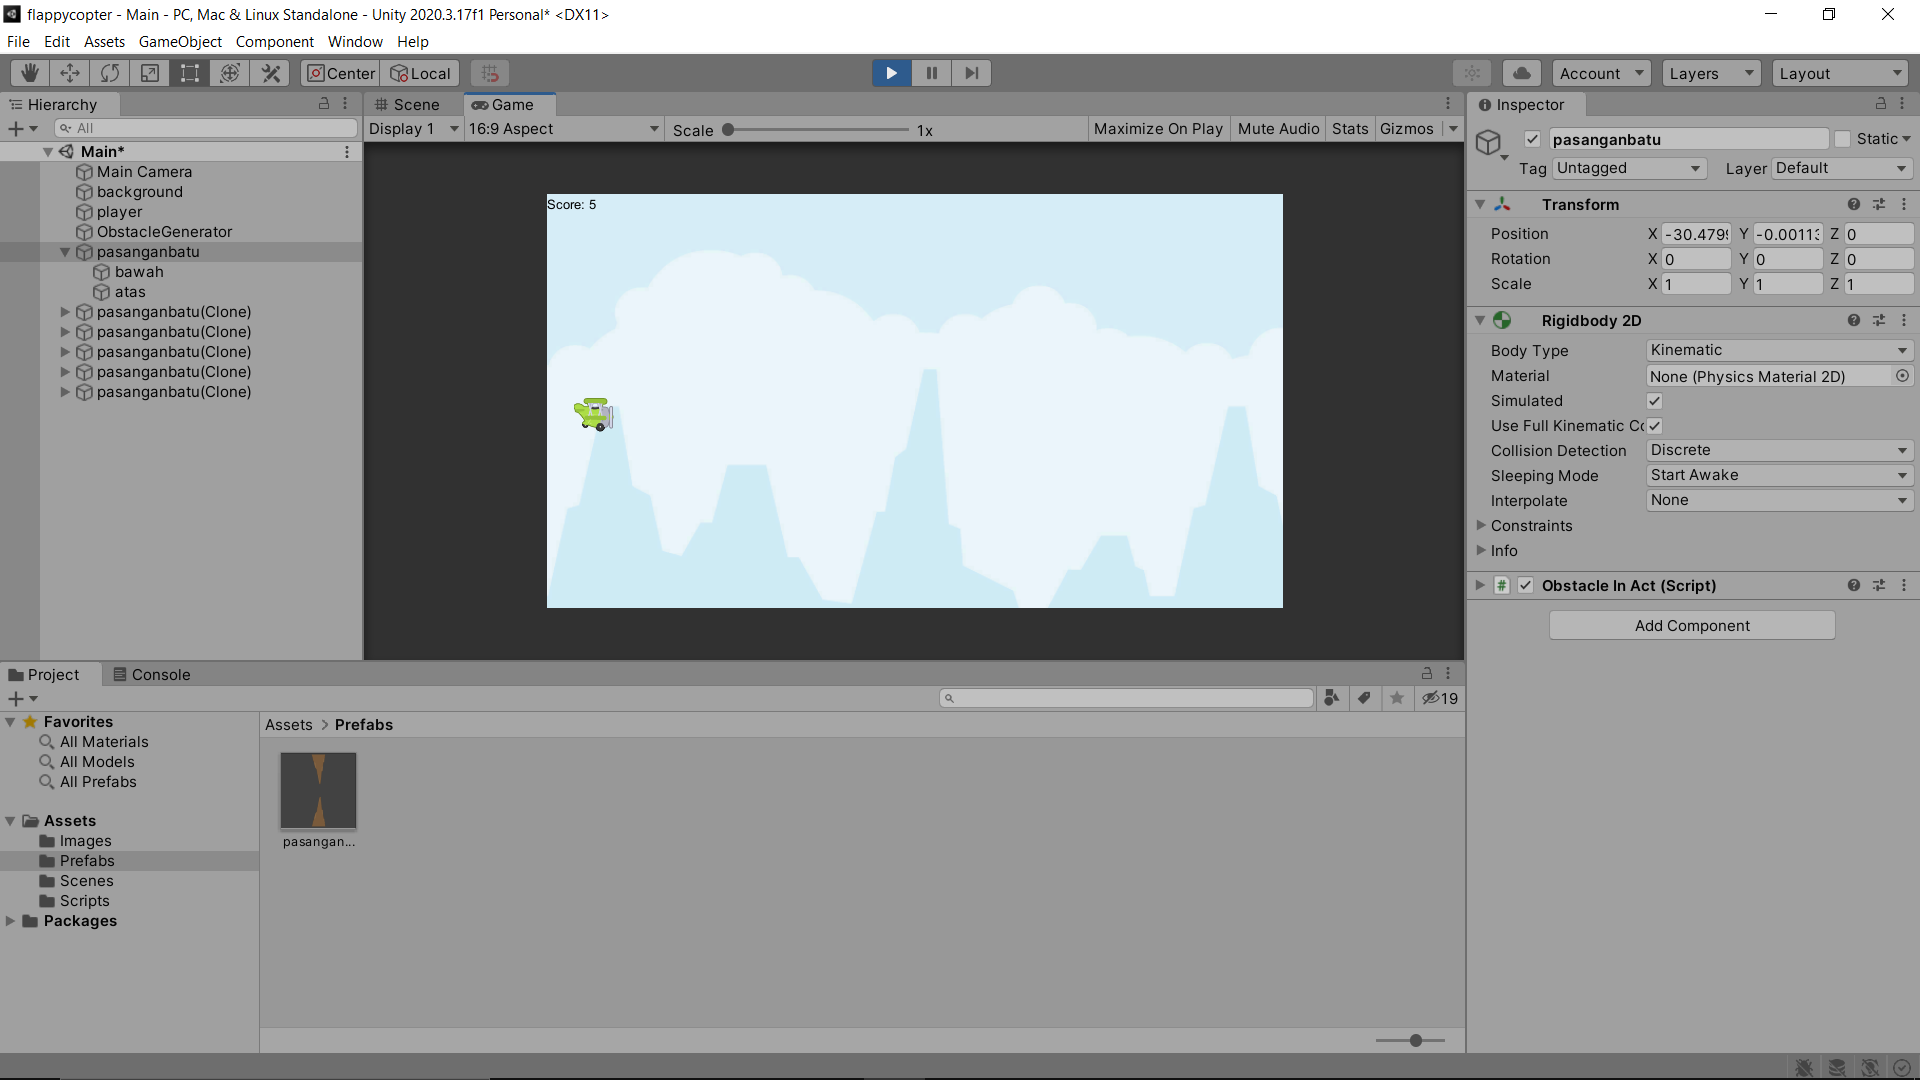 flappycopter - Main - PC, Mac & Linux Standalone - Unity 2020.3.17f1 Personal* <DX11>
File Edit Assets GameObject Component Window Help
Center Local Account Layers Layout
Hierarchy
All
Main*
Main Camera
background
player
ObstacleGenerator
pasanganbatu
bawah
atas
pasanganbatu(Clone)
pasanganbatu(Clone)
pasanganbatu(Clone)
pasanganbatu(Clone)
pasanganbatu(Clone)
Scene Game
Display 1 16:9 Aspect Scale 1x Maximize On Play Mute Audio Stats Gizmos
Score: 5
Inspector
pasanganbatu Static
Tag Untagged Layer Default
Transform
Position X -30.479 Y -0.00113 Z 0
Rotation X 0 Y 0 Z 0
Scale X 1 Y 1 Z 1
Rigidbody 2D
Body Type Kinematic
Material None (Physics Material 2D)
Simulated
Use Full Kinematic Co
Collision Detection Discrete
Sleeping Mode Start Awake
Interpolate None
Constraints
Info
# Obstacle In Act (Script)
Add Component
Project Console
19
Favorites
All Materials
All Models
All Prefabs
Assets
Images
Prefabs
Scenes
Scripts
Packages
Assets > Prefabs
pasangan...